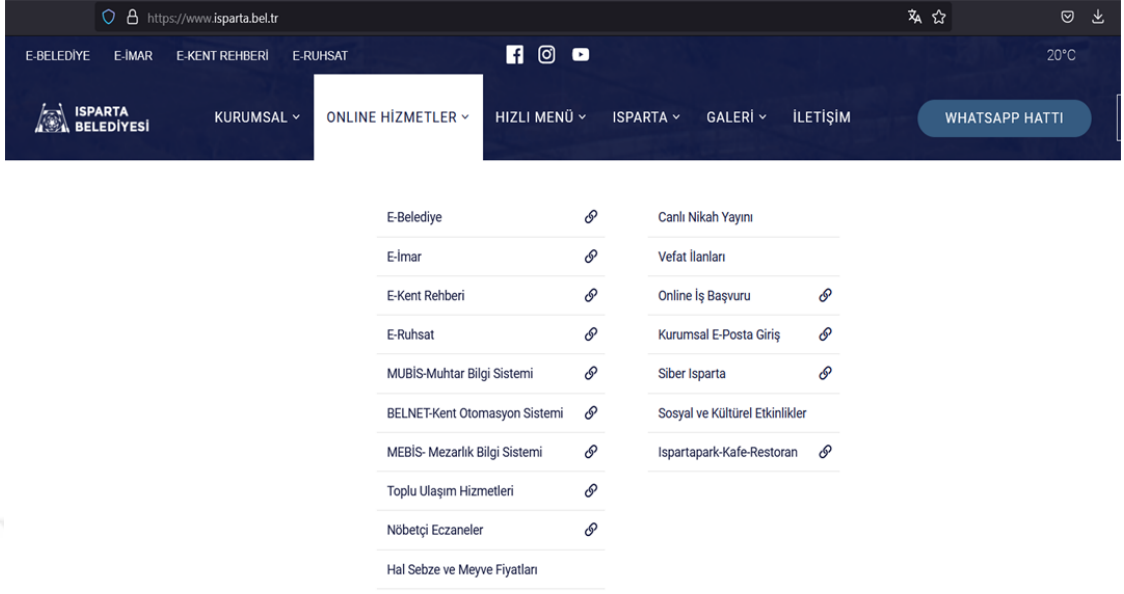 https://www.isparta.bel.tr
E-BELEDİYE E-İMAR E-KENT REHBERİ E-RUHSAT 20°C
ISPARTA BELEDİYESİ
KURUMSAL ONLINE HİZMETLER HIZLI MENÜ ISPARTA GALERİ İLETİŞİM WHATSAPP HATTI
E-Belediye
E-İmar
E-Kent Rehberi
E-Ruhsat
MUBİS-Muhtar Bilgi Sistemi
BELNET-Kent Otomasyon Sistemi
MEBİS- Mezarlık Bilgi Sistemi
Toplu Ulaşım Hizmetleri
Nöbetçi Eczaneler
Hal Sebze ve Meyve Fiyatları
Canlı Nikah Yayını
Vefat İlanları
Online İş Başvuru
Kurumsal E-Posta Giriş
Siber Isparta
Sosyal ve Kültürel Etkinlikler
Ispartapark-Kafe-Restoran